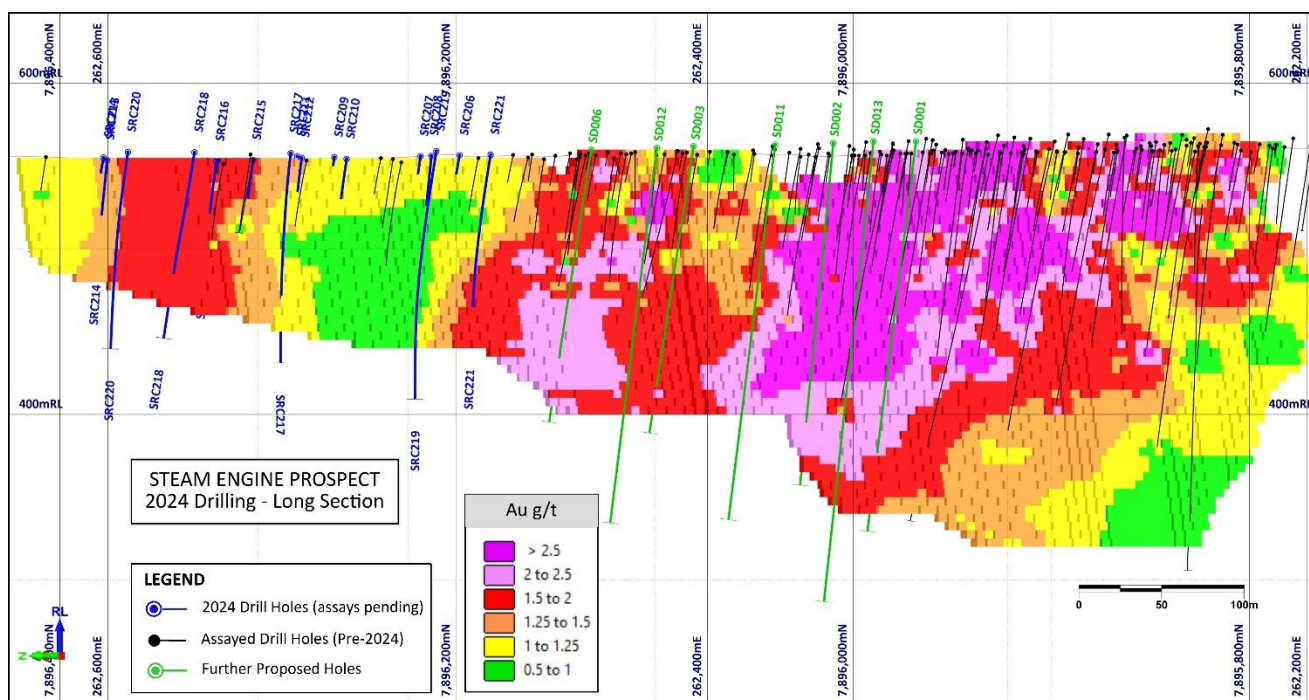 7,896,400mN
262,600mE
7,896,200mN
262,400mE
7,896,000mN
7,895,800mN
262,200mE
600mRL
600mRL
SRC220
SRC218
SRC216
SRC215
SRC217
SRC212
SRC209
SRC210
SRC207
SRC208
SRC219
SRC206
SRC221
SD006
SD012
SD003
SD011
SD002
SD013
SD001
SRC214
SRC220
SRC218
SRC217
SRC219
SRC221
400mRL
400mRL
STEAM ENGINE PROSPECT
2024 Drilling - Long Section
LEGEND
2024 Drill Holes (assays pending)
Assayed Drill Holes (Pre-2024)
Further Proposed Holes
Au g/t
> 2.5
2 to 2.5
1.5 to 2
1.25 to 1.5
1 to 1.25
0.5 to 1
0 50 100m
RL
N
7,896,400mN
262,600mE
7,896,200mN
262,400mE
7,896,000mN
7,895,800mN
262,200mE